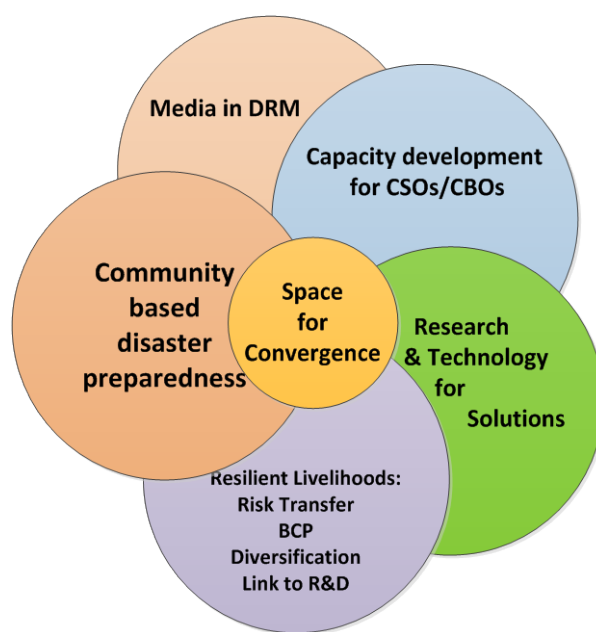 Media in DRM
Capacity development
for CSOs/CBOs
Community
based
disaster
preparedness
Space
for
Convergence
Research
& Technology
for
Solutions
Resilient Livelihoods:
Risk Transfer
BCP
Diversification
Link to R&D